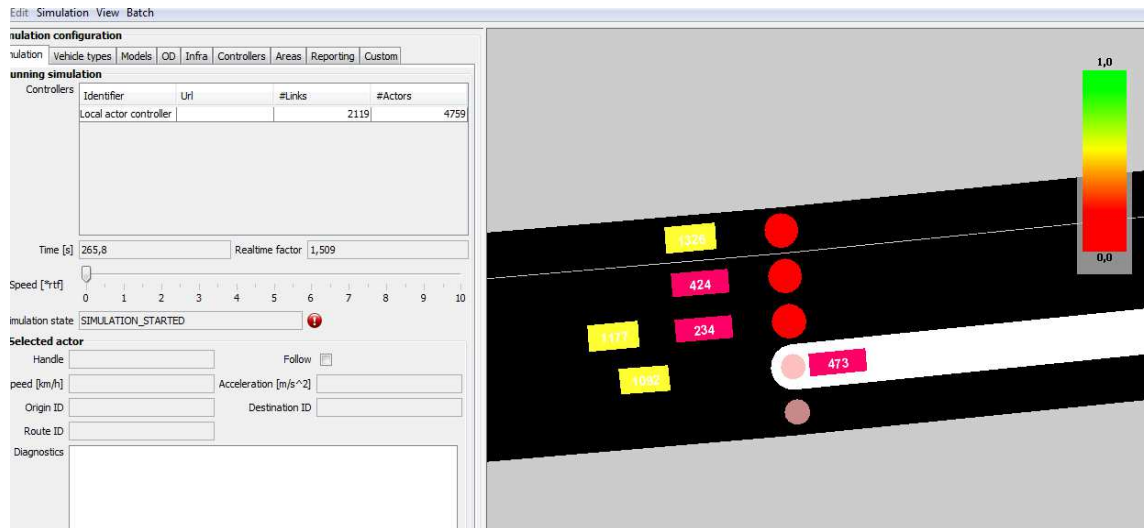 Edit Simulation View Batch
mulation configuration
mulation Vehicle types Models OD Infra Controllers Areas Reporting Custom
unning simulation
Controllers
Identifier Url #Links #Actors
Local actor controller 2119 4759
Time [s] 265,8 Realtime factor 1,509
Speed [*rtf]
0 1 2 3 4 5 6 7 8 9 10
imulation state SIMULATION_STARTED
Selected actor
Handle Follow
peed [km/h] Acceleration [m/s^2]
Origin ID Destination ID
Route ID
Diagnostics
1,0
0,0
424
234
1177
473